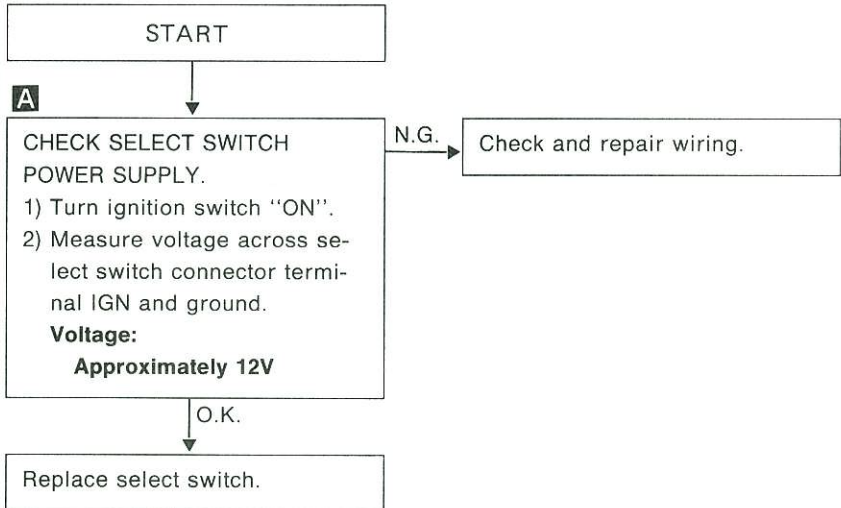 START
A
CHECK SELECT SWITCH
POWER SUPPLY.
1) Turn ignition switch "ON".
2) Measure voltage across se-
lect switch connector termi-
nal IGN and ground.
Voltage:
Approximately 12V
N.G.
Check and repair wiring.
O.K.
Replace select switch.